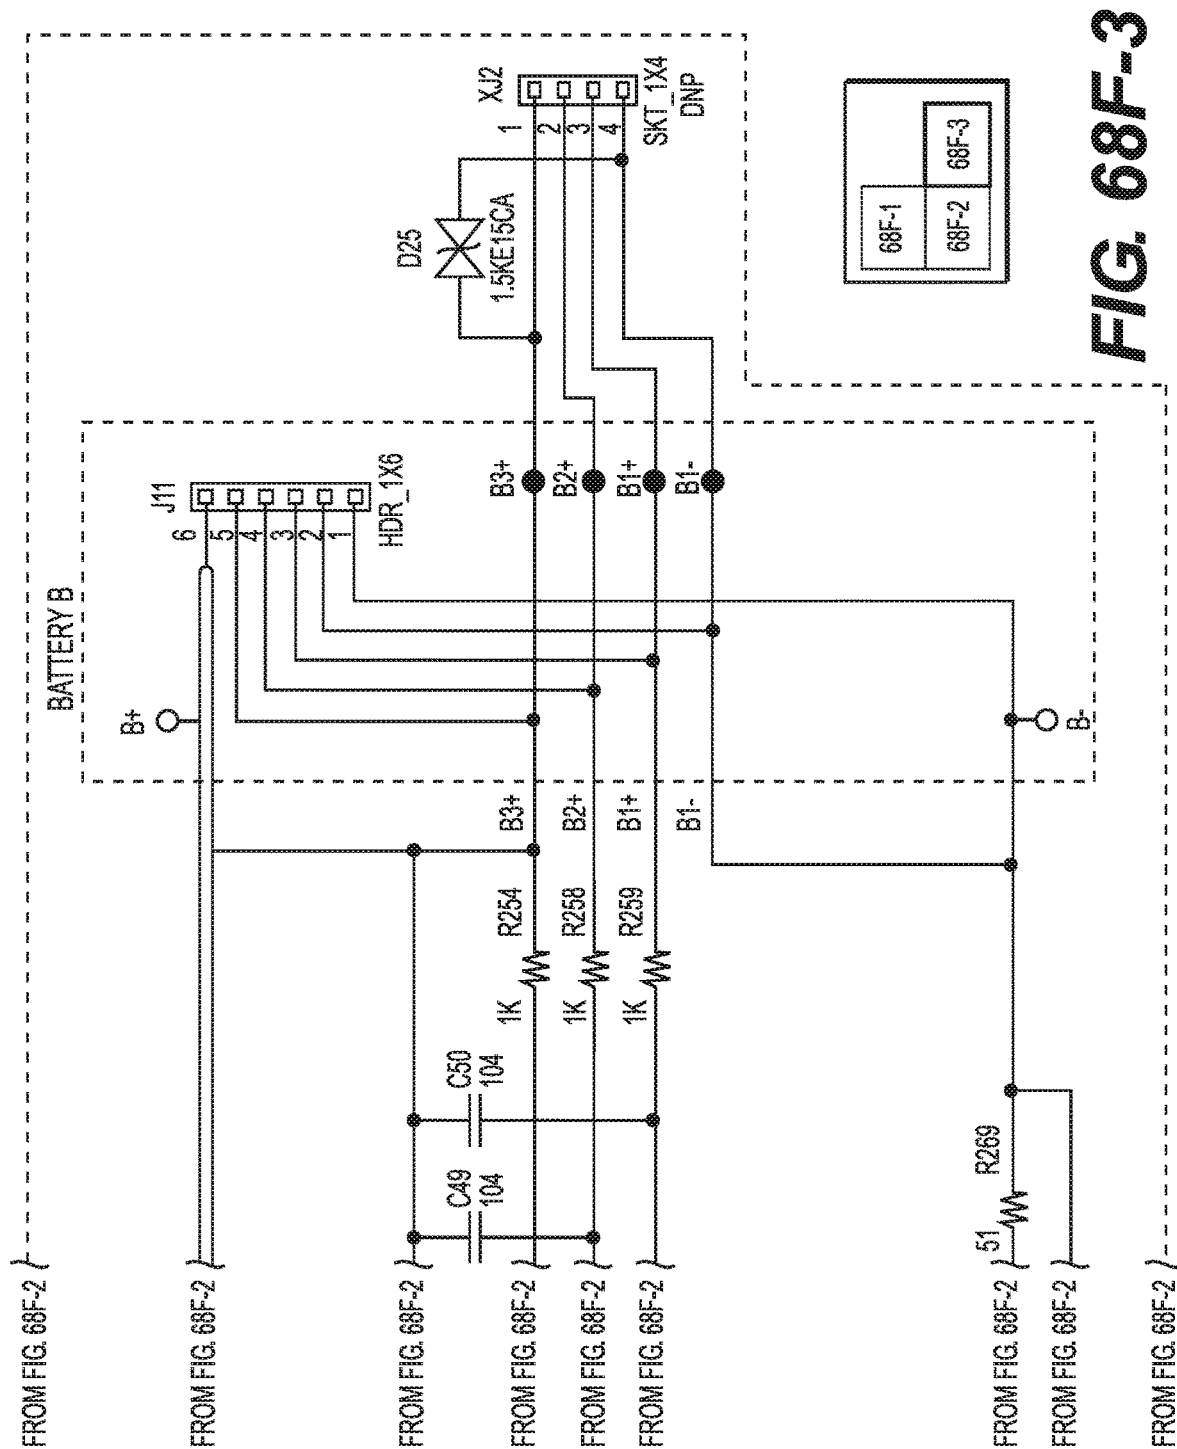 BATTERY B
J11
6
5
4
3
2
1
HDR_1X6
B+
B3+
B2+
B1+
B1-
B-
XJ2
1
2
3
4
SKT_1X4
DNP
D25
1.5KE15CA
B3+
B2+
B1+
B1-
R254
1K
R258
1K
R259
1K
C50
104
C49
104
R269
51
FROM FIG. 68F-2
FROM FIG. 68F-2
FROM FIG. 68F-2
FROM FIG. 68F-2
FROM FIG. 68F-2
FROM FIG. 68F-2
FROM FIG. 68F-2
FROM FIG. 68F-2
FROM FIG. 68F-2
68F-1
68F-2
68F-3
FIG. 68F-3